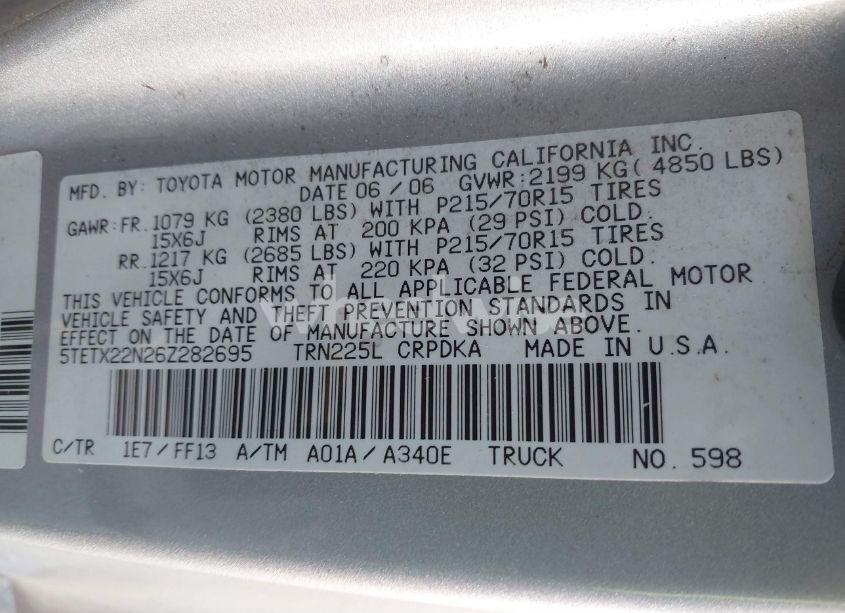 MFD. BY: TOYOTA MOTOR MANUFACTURING CALIFORNIA INC.
DATE 06 / 06 GVWR:2199 KG( 4850 LBS)
GAWR:FR. 1079 KG (2380 LBS) WITH P215/70R15 TIRES
15X6J RIMS AT 200 KPA (29 PSI) COLD.
RR. 1217 KG (2685 LBS) WITH P215/70R15 TIRES
15X6J RIMS AT 220 KPA (32 PSI) COLD.
THIS VEHICLE CONFORMS TO ALL APPLICABLE FEDERAL MOTOR
VEHICLE SAFETY AND THEFT PREVENTION STANDARDS IN
EFFECT ON THE DATE OF MANUFACTURE SHOWN ABOVE.
5TETX22N26Z282695 TRN225L CRPDKA MADE IN U.S.A.
C/TR 1E7 / FF13 A/TM A01A / A340E TRUCK NO. 598